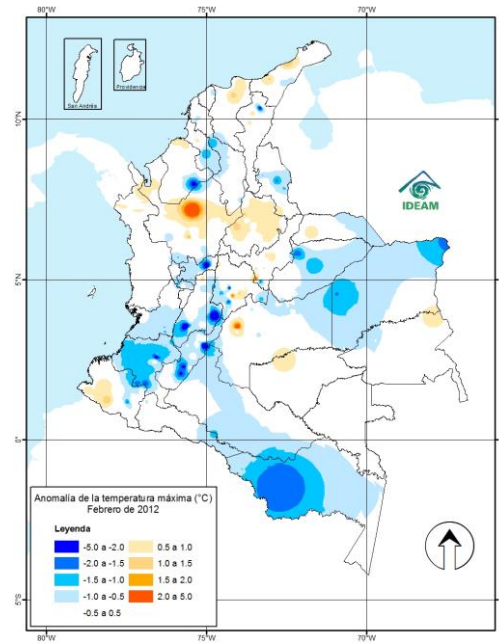 80°W
75°W
70°W
San Andrés
Providencia
10°N
IDEAM
5°N
0°
Anomalía de la temperatura máxima (°C)
Febrero de 2012
Leyenda
-5.0 a -2.0
0.5 a 1.0
-2.0 a -1.5
1.0 a 1.5
-1.5 a -1.0
1.5 a 2.0
-1.0 a -0.5
2.0 a 5.0
-0.5 a 0.5
5°S
80°W
75°W
70°W